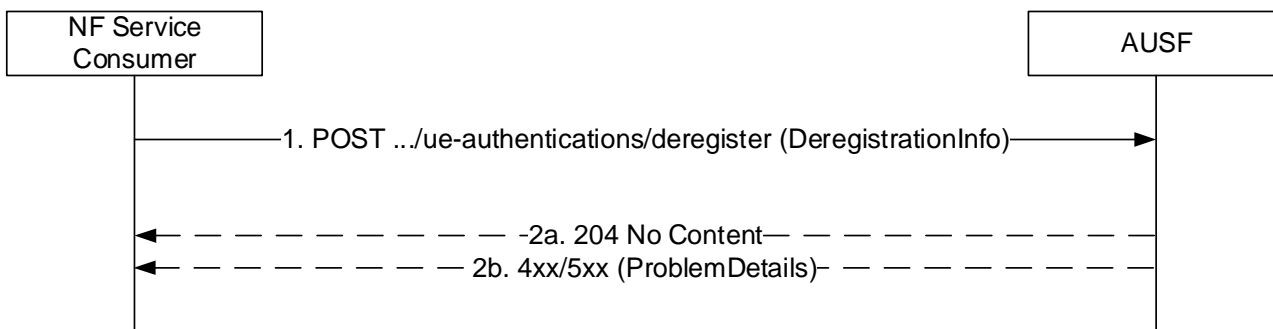 NF Service
Consumer
AUSF
1. POST .../ue-authentications/deregister (DeregistrationInfo)
2a. 204 No Content
2b. 4xx/5xx (ProblemDetails)